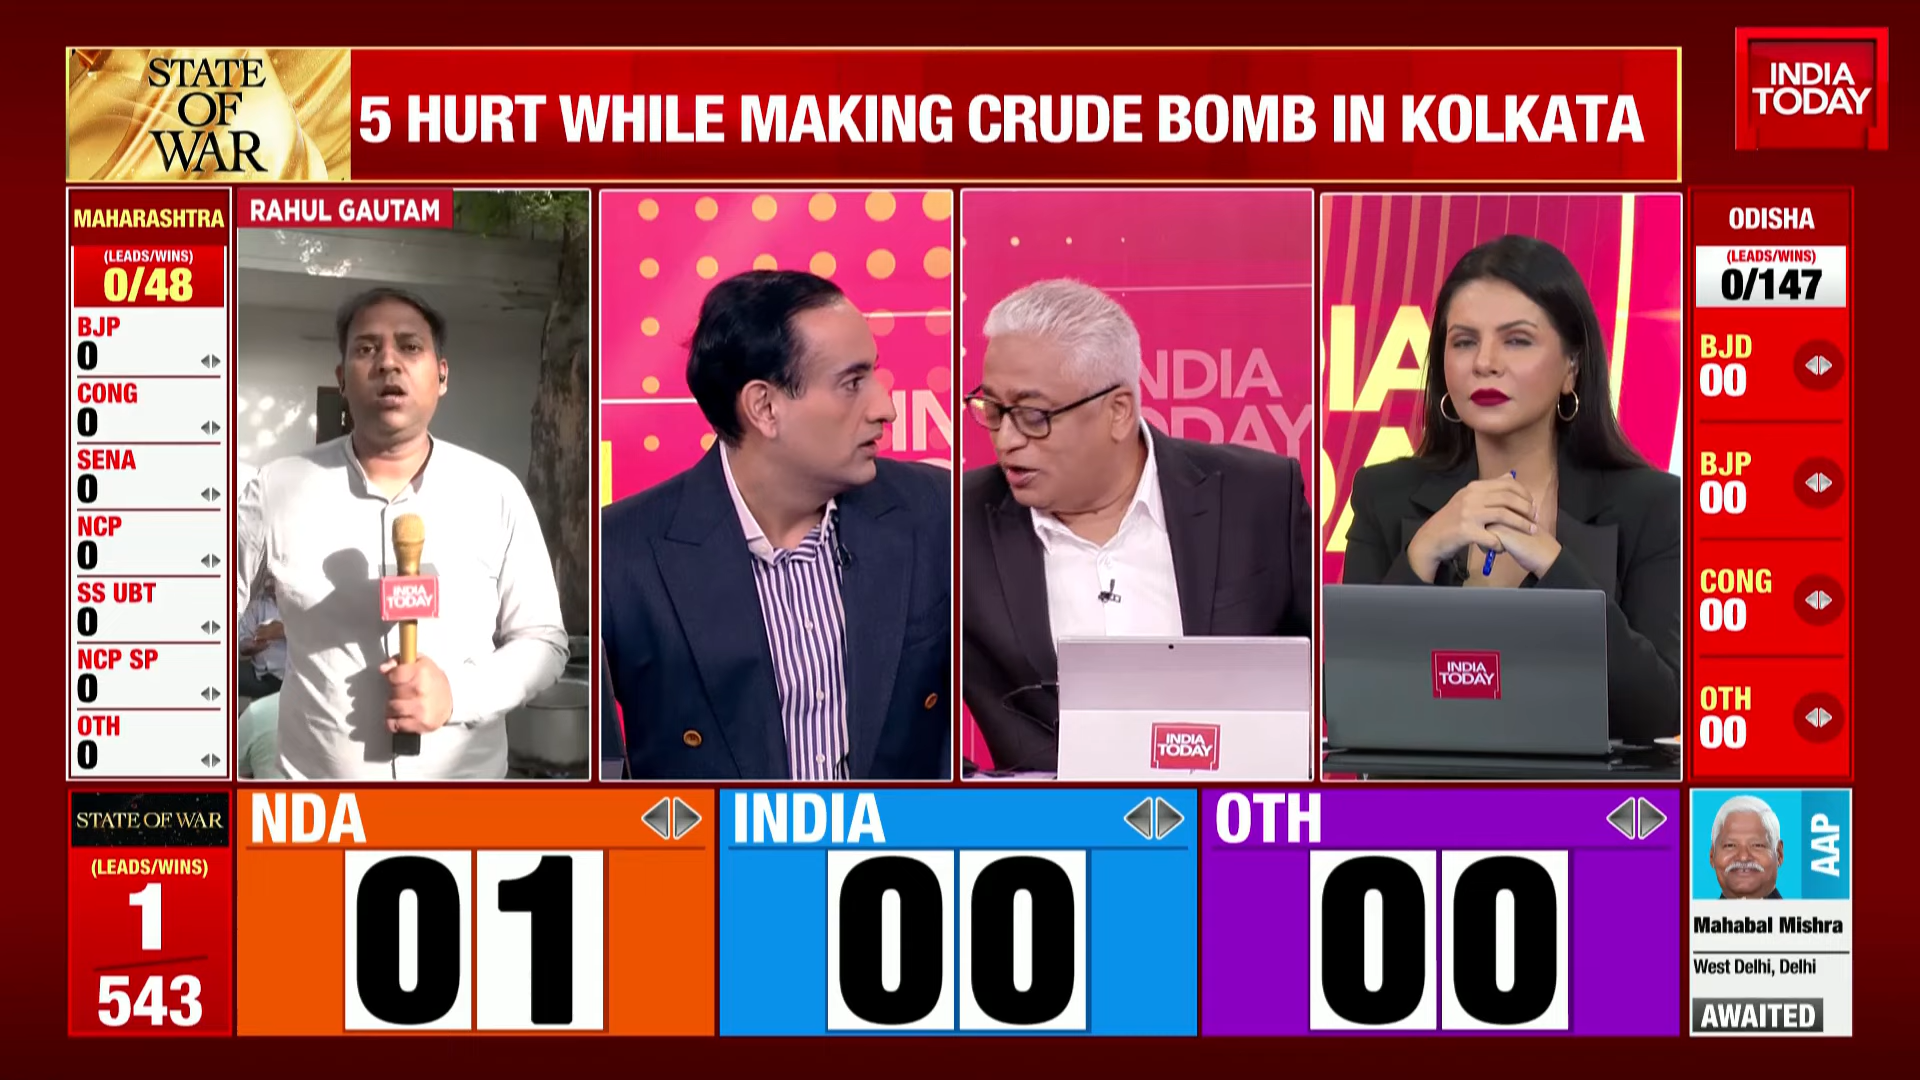 STATE
OF
WAR
5 HURT WHILE MAKING CRUDE BOMB IN KOLKATA
INDIA
TODAY
MAHARASHTRA
(LEADS/WINS)
0/48
BJP
0
CONG
0
SENA
0
NCP
0
SS UBT
0
NCP SP
0
OTH
0
RAHUL GAUTAM
INDIA
TODAY
IN
INDIA
TODAY
INDIA
TODAY
INDIA
TODAY
ODISHA
(LEADS/WINS)
0/147
BJD
00
BJP
00
CONG
00
OTH
00
STATE OF WAR
(LEADS/WINS)
1
543
NDA
01
INDIA
00
OTH
00
AAP
Mahabal Mishra
West Delhi, Delhi
AWAITED